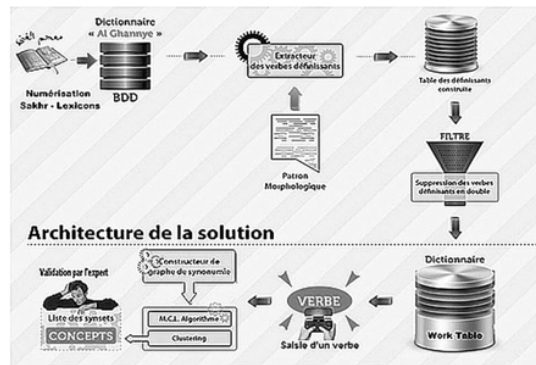 Dictionnaire
« Al Ghannye »
Numérisation
Sakhr - Lexicons
BDD
Extracteur
des verbes définissants
Patron
Morphologique
Table des définissants
construite
FILTRE
Suppression des verbes
définisants en double
Architecture de la solution
Validation par l'expert
Liste des synsets
CONCEPTS
Constructeur de
graphe de synonumie
M.C.L. Algorithme
Clustering
VERBE
Saisie d'un verbe
Dictionnaire
Work Table